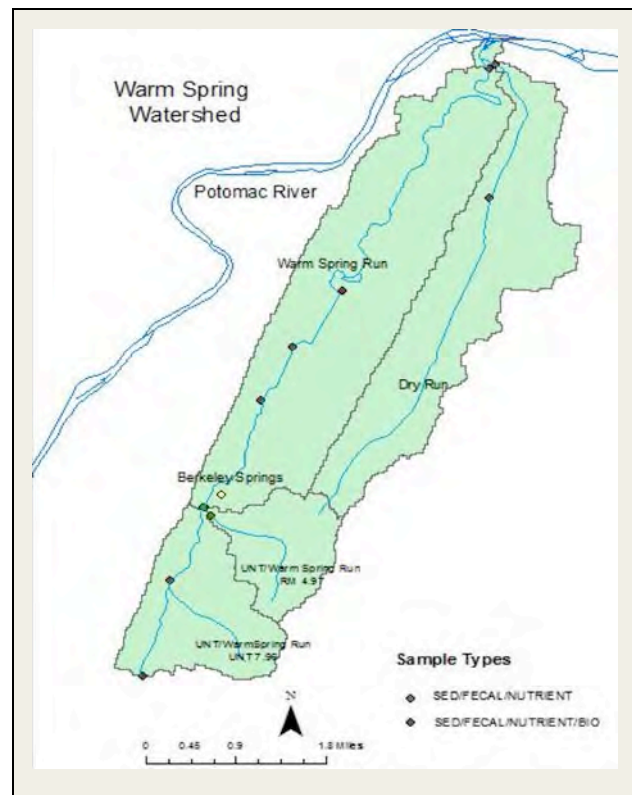 Warm Spring
Watershed
Potomac River
Warm Spring Run
Dry Run
Berkeley Springs
UNT/Warm Spring Run
RM 4.97
UNT/WarmSpring Run
UNT 7.96
Sample Types
SED/FECAL/NUTRIENT
SED/FECAL/NUTRIENT/BIO
N
0 0.45 0.9 1.8 Miles